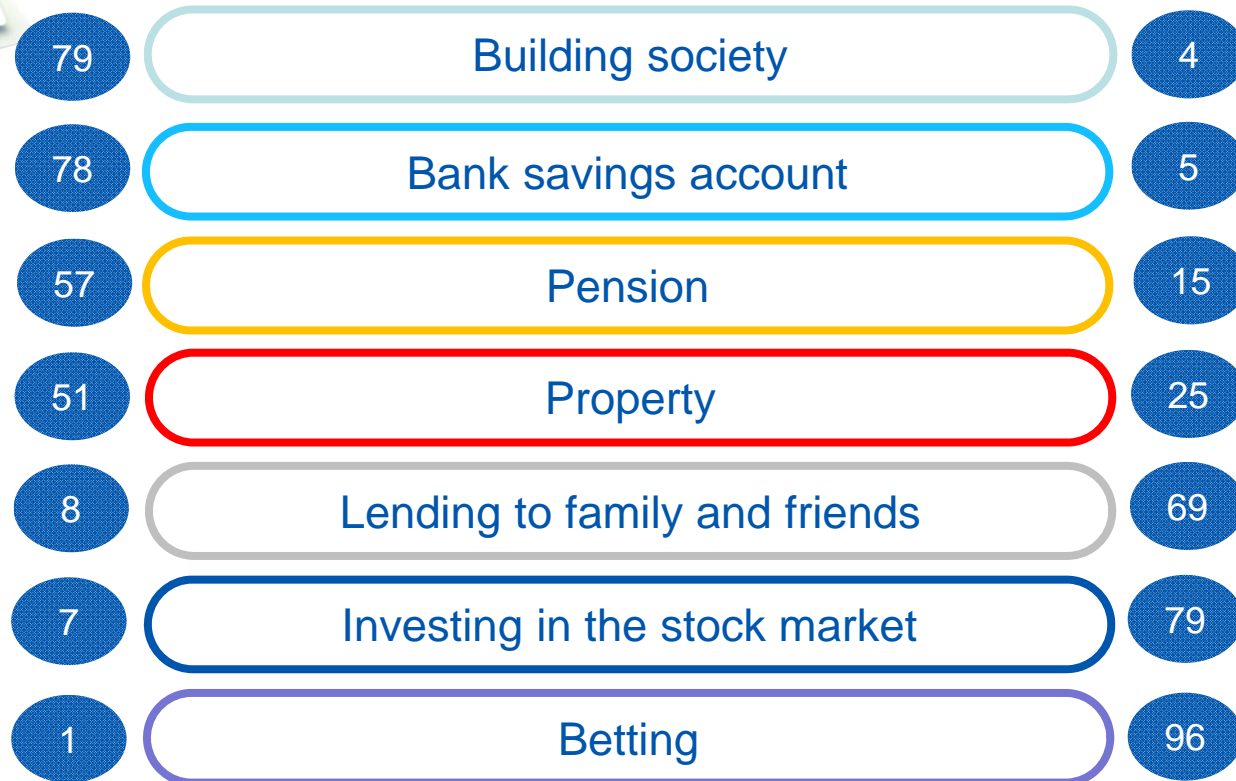 79 Building society 4
78 Bank savings account 5
57 Pension 15
51 Property 25
8 Lending to family and friends 69
7 Investing in the stock market 79
1 Betting 96